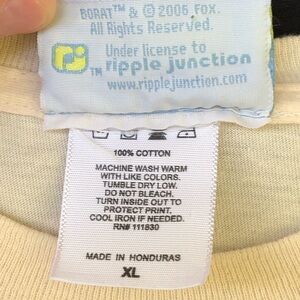 BORAT™ & © 2006 FOX.
All Rights Reserved.
Under license to
™ ripple junction
www.ripplejunction.com
100% COTTON
MACHINE WASH WARM
WITH LIKE COLORS.
TUMBLE DRY LOW.
DO NOT BLEACH.
TURN INSIDE OUT TO
PROTECT PRINT.
COOL IRON IF NEEDED.
RN# 111830
MADE IN HONDURAS
XL